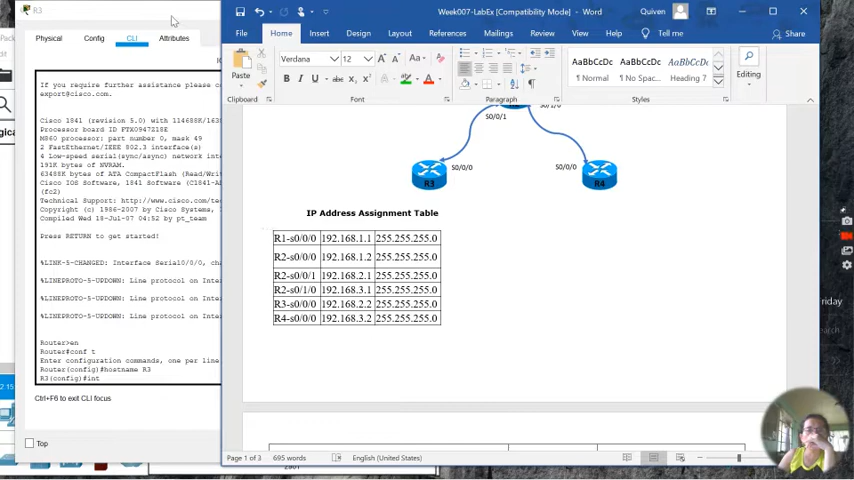 R3
Physical
Config
CLI
Attributes
If you require further assistance please co
export@cisco.com.
Cisco 1841 (revision 5.0) with 114688K/163
Processor board ID FTX0947Z18E
M860 processor: part number 0, mask 49
2 FastEthernet/IEEE 802.3 interface(s)
4 Low-speed serial(sync/async) network inte
191K bytes of NVRAM.
63488K bytes of ATA CompactFlash (Read/Writ
Cisco IOS Software, 1841 Software (C1841-AD
(fc2)
Technical Support: http://www.cisco.com/tec
Copyright (c) 1986-2007 by Cisco Systems, I
Compiled Wed 18-Jul-07 04:52 by pt_team
Press RETURN to get started!
%LINK-5-CHANGED: Interface Serial0/0/0, cha
%LINEPROTO-5-UPDOWN: Line protocol on Inter
%LINEPROTO-5-UPDOWN: Line protocol on Inter
%LINEPROTO-5-UPDOWN: Line protocol on Inter
Router>en
Router#conf t
Enter configuration commands, one per line
Router(config)#hostname R3
R3(config)#int
Ctrl+F6 to exit CLI focus
Top
Week007-LabEx [Compatibility Mode] - Word
Quiven
File
Home
Insert
Design
Layout
References
Mailings
Review
View
Help
Tell me
Share
Paste
Verdana
12
Clipboard
Font
Paragraph
AaBbCcDc AaBbCcDc AaBbCc
¶ Normal
¶ No Spac...
Heading 7
Styles
Editing
S0/0/1
S0/0/0
S0/0/0
R3
R4
IP Address Assignment Table
R1-s0/0/0 192.168.1.1 255.255.255.0
R2-s0/0/0 192.168.1.2 255.255.255.0
R2-s0/0/1 192.168.2.1 255.255.255.0
R2-s0/1/0 192.168.3.1 255.255.255.0
R3-s0/0/0 192.168.2.2 255.255.255.0
R4-s0/0/0 192.168.3.2 255.255.255.0
Page 1 of 3
695 words
English (United States)
riday